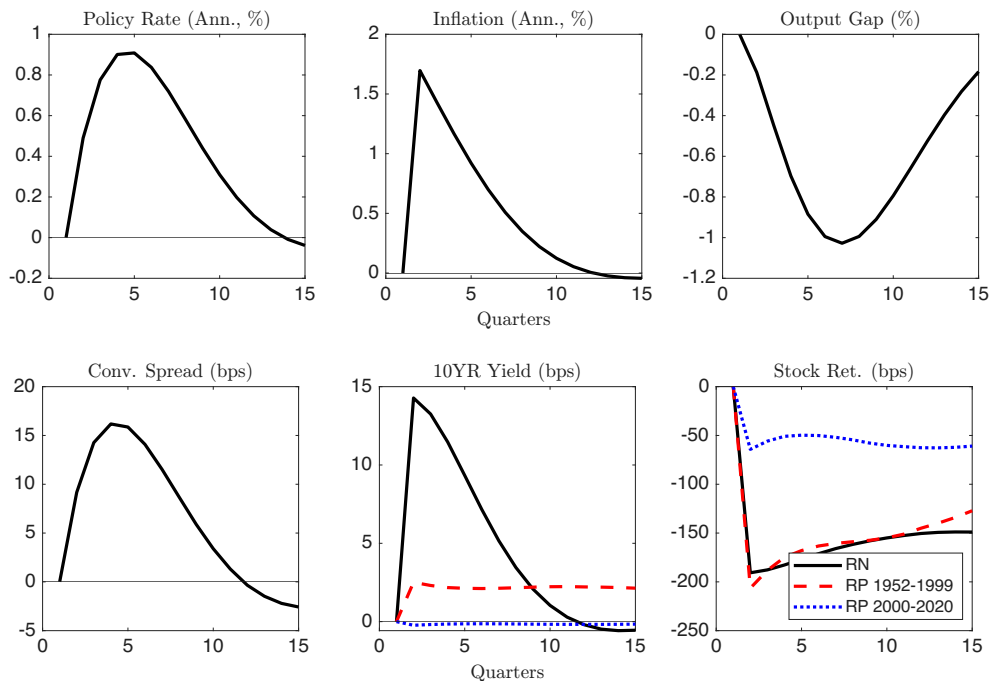 Policy Rate (Ann., %)
1
0.8
0.6
0.4
0.2
0
-0.2
0 5 10 15
Inflation (Ann., %)
2
1.5
1
0.5
0
0 5 10 15
Quarters
Output Gap (%)
0
-0.2
-0.4
-0.6
-0.8
-1
-1.2
0 5 10 15
Conv. Spread (bps)
20
15
10
5
0
-5
0 5 10 15
10YR Yield (bps)
15
10
5
0
0 5 10 15
Quarters
Stock Ret. (bps)
0
-50
-100
-150
-200
-250
0 5 10 15
RN
RP 1952-1999
RP 2000-2020